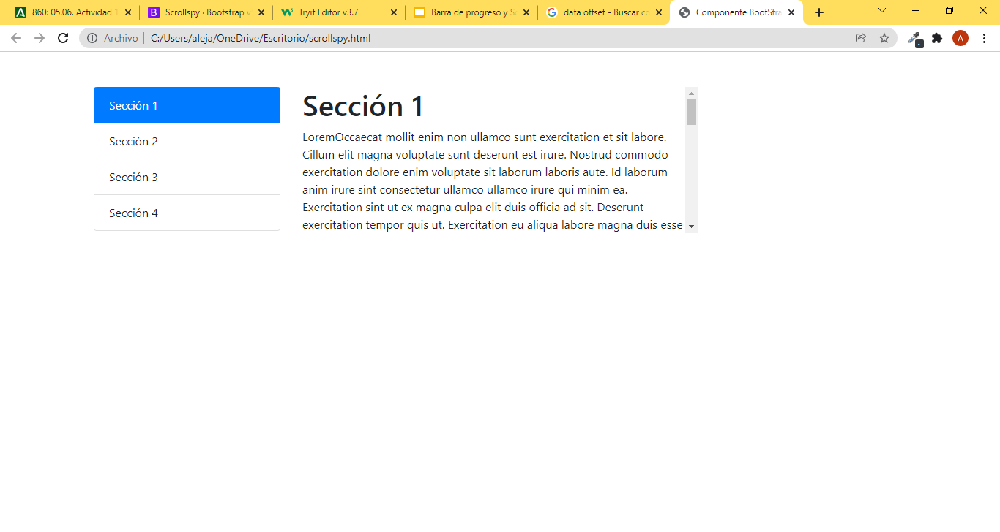 860: 05.06. Actividad 1
Scrollspy · Bootstrap v
Tryit Editor v3.7
Barra de progreso y Sc
data offset - Buscar co
Componente BootStra
Archivo
C:/Users/aleja/OneDrive/Escritorio/scrollspy.html
A
Sección 1
Sección 2
Sección 3
Sección 4
Sección 1
LoremOccaecat mollit enim non ullamco sunt exercitation et sit labore.
Cillum elit magna voluptate sunt deserunt est irure. Nostrud commodo
exercitation dolore enim voluptate sit laborum laboris aute. Id laborum
anim irure sint consectetur ullamco ullamco irure qui minim ea.
Exercitation sint ut ex magna culpa elit duis officia ad sit. Deserunt
exercitation tempor quis ut. Exercitation eu aliqua labore magna duis esse